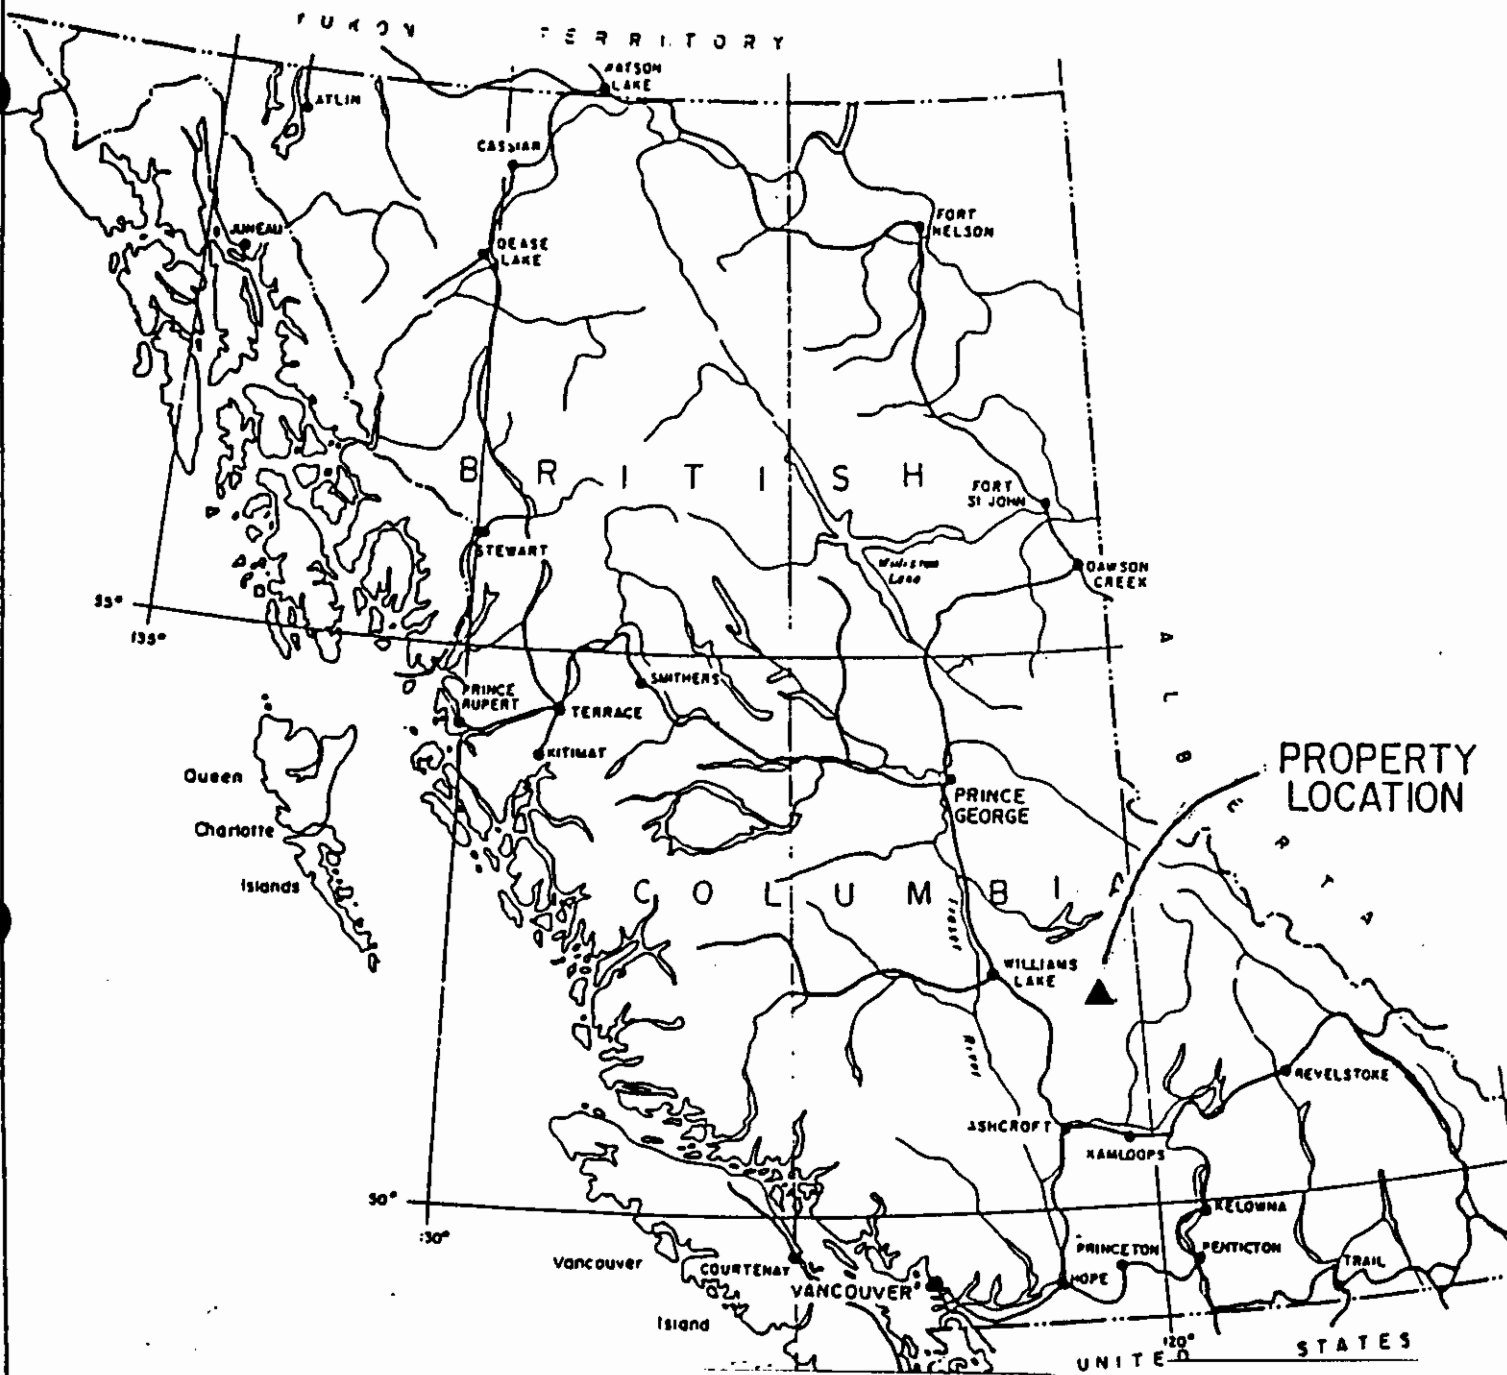 YUKON TERRITORY
WATSON
LAKE
ATLIN
CASSIAR
JUNEAU
DEASE
LAKE
FORT
NELSON
BRITISH
FORT
ST JOHN
STEWART
Williston
Lake
DAWSON
CREEK
55°
135°
ALBERTA
PRINCE
RUPERT
SMITHERS
TERRACE
KITIMAT
PROPERTY
LOCATION
Queen
Charlotte
Islands
PRINCE
GEORGE
COLUMBIA
Fraser
River
WILLIAMS
LAKE
REVELSTOKE
ASHCROFT
KAMLOOPS
50°
130°
KELOWNA
Vancouver
Island
COURTENAY
VANCOUVER
PRINCETON
PENTICTON
HOPE
TRAIL
120°
UNITED STATES